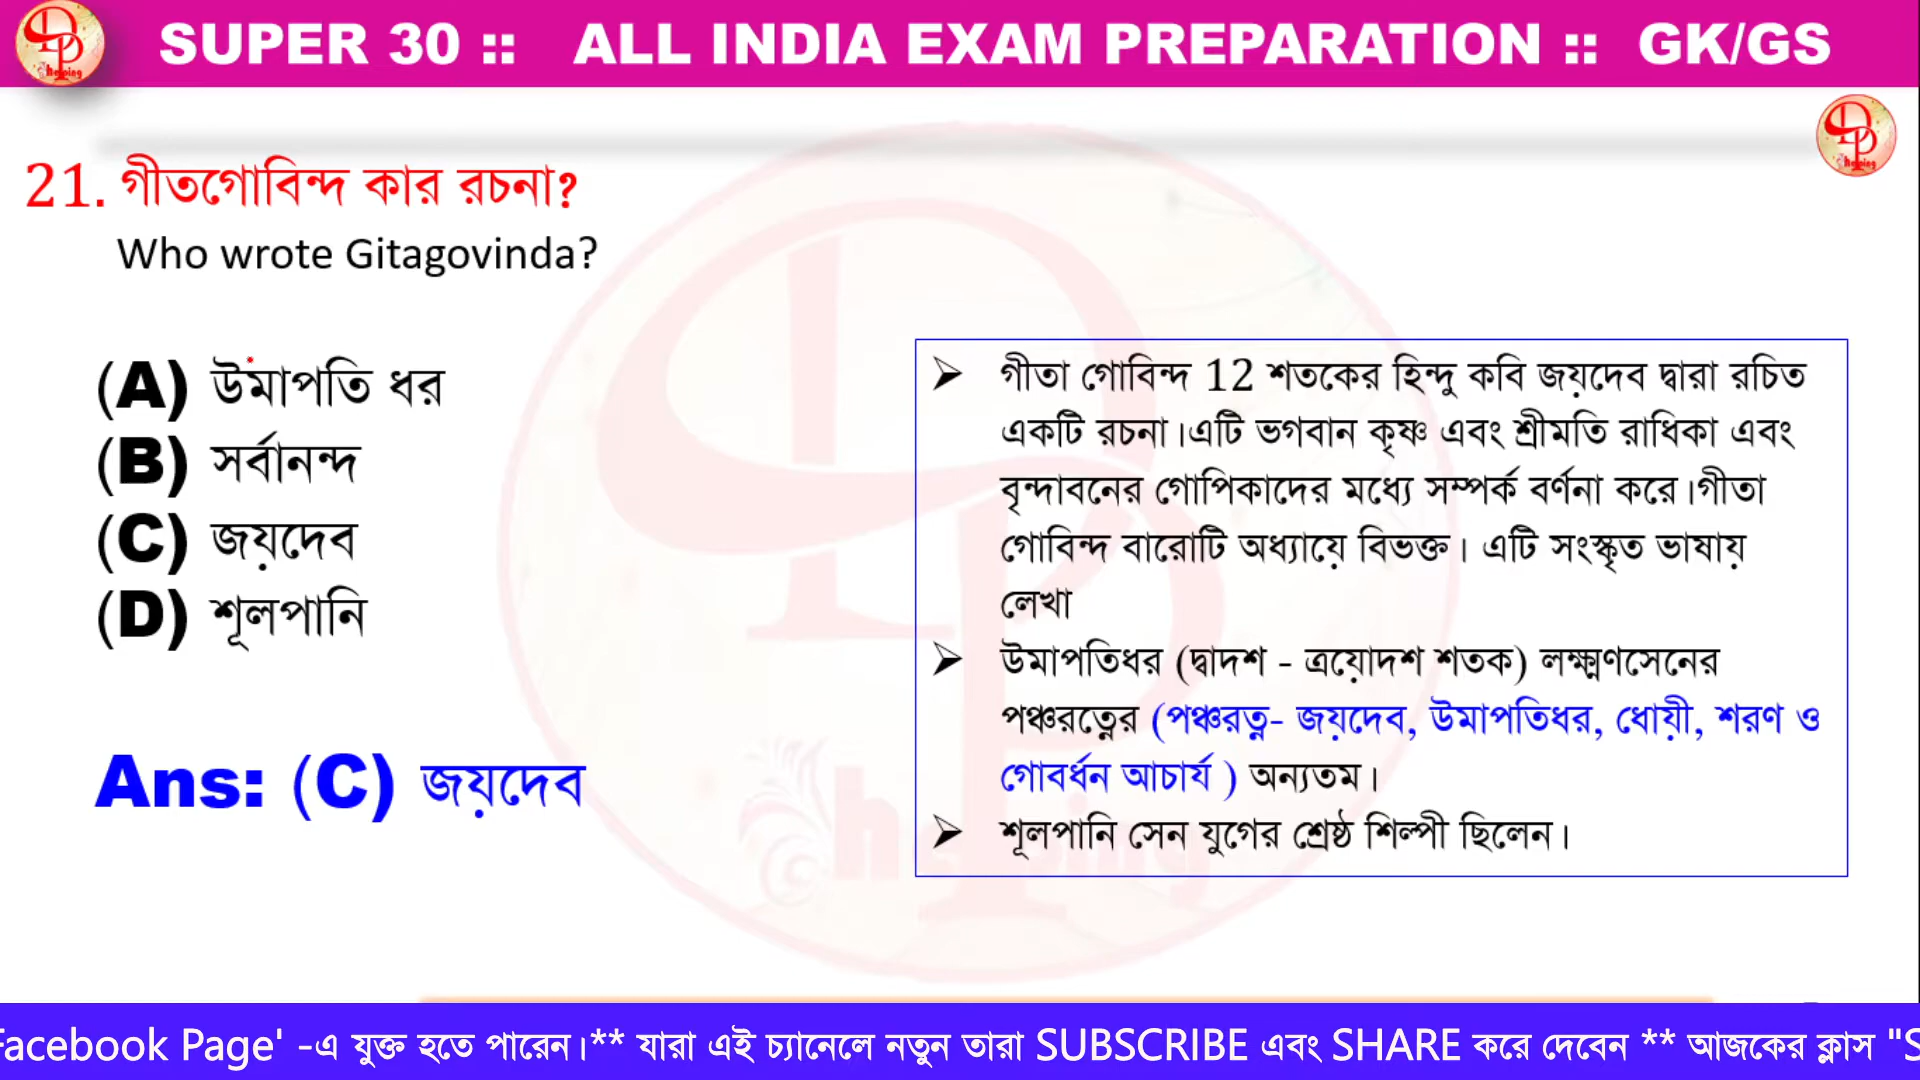 SUPER 30 :: ALL INDIA EXAM PREPARATION :: GK/GS
21. গীতগোবিন্দ কার রচনা?
Who wrote Gitagovinda?
(A) উমাপতি ধর
(B) সর্বানন্দ
(C) জয়দেব
(D) শূলপানি
Ans: (C) জয়দেব
➢ গীতা গোবিন্দ 12 শতকের হিন্দু কবি জয়দেব দ্বারা রচিত
একটি রচনা।এটি ভগবান কৃষ্ণ এবং শ্রীমতি রাধিকা এবং
বৃন্দাবনের গোপিকাদের মধ্যে সম্পর্ক বর্ণনা করে।গীতা
গোবিন্দ বারোটি অধ্যায়ে বিভক্ত। এটি সংস্কৃত ভাষায়
লেখা
➢ উমাপতিধর (দ্বাদশ - ত্রয়োদশ শতক) লক্ষ্মণসেনের
পঞ্চরত্নের (পঞ্চরত্ন- জয়দেব, উমাপতিধর, ধোয়ী, শরণ ও
গোবর্ধন আচার্য ) অন্যতম।
➢ শূলপানি সেন যুগের শ্রেষ্ঠ শিল্পী ছিলেন।
Facebook Page' -এ যুক্ত হতে পারেন।** যারা এই চ্যানেলে নতুন তারা SUBSCRIBE এবং SHARE করে দেবেন ** আজকের ক্লাস "S